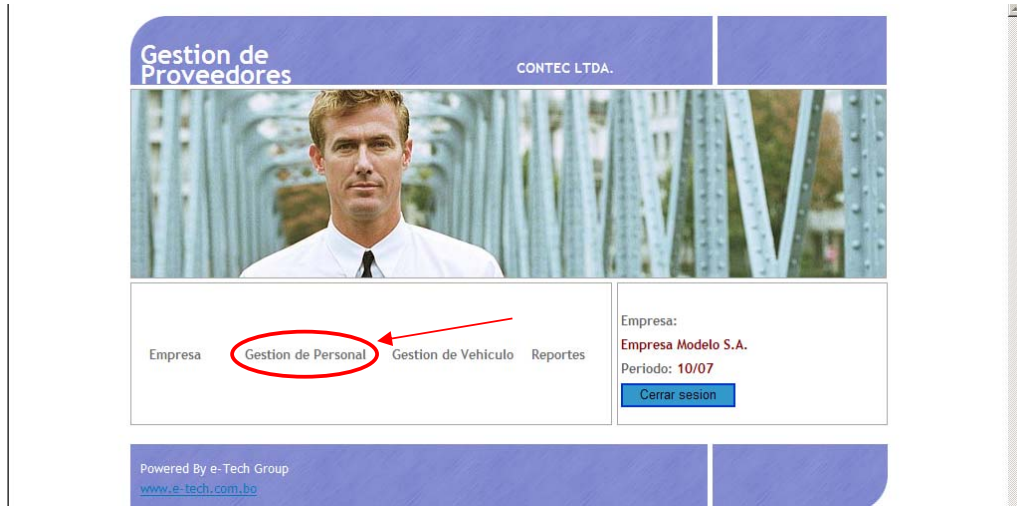 Gestion de
Proveedores
CONTEC LTDA.
Empresa
Gestion de Personal
Gestion de Vehiculo
Reportes
Empresa:
Empresa Modelo S.A.
Periodo: 10/07
Cerrar sesion
Powered By e-Tech Group
www.e-tech.com.bo